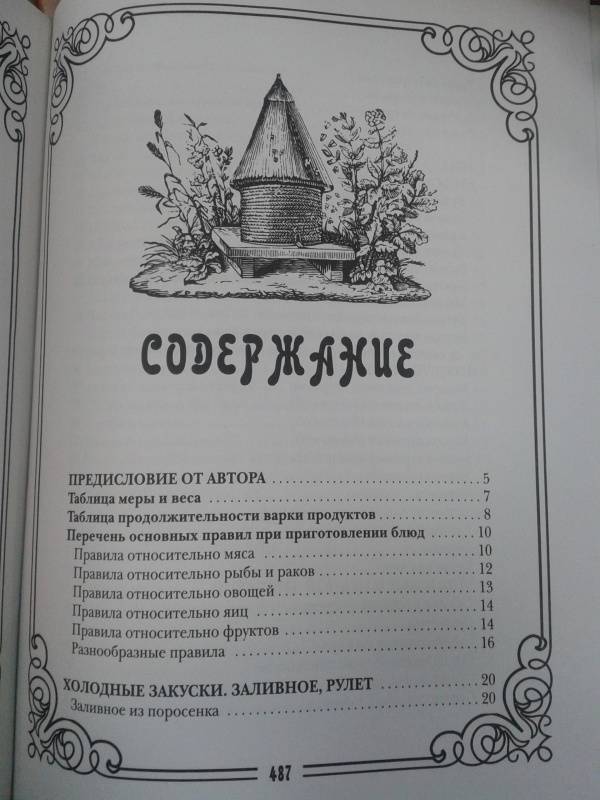 СОДЕРЖАНИЕ
ПРЕДИСЛОВИЕ ОТ АВТОРА . . . . . . . . . . . . . . . . . . . . . . . . . . . 5
Таблица меры и веса . . . . . . . . . . . . . . . . . . . . . . . . . . . . . . . . . . . 7
Таблица продолжительности варки продуктов . . . . . . . . . . . . . 8
Перечень основных правил при приготовлении блюд . . . . . . . 10
Правила относительно мяса . . . . . . . . . . . . . . . . . . . . . . . . . . . 10
Правила относительно рыбы и раков . . . . . . . . . . . . . . . . . . . 12
Правила относительно овощей . . . . . . . . . . . . . . . . . . . . . . . . 13
Правила относительно яиц . . . . . . . . . . . . . . . . . . . . . . . . . . . 14
Правила относительно фруктов . . . . . . . . . . . . . . . . . . . . . . . 14
Разнообразные правила . . . . . . . . . . . . . . . . . . . . . . . . . . . . . . 16
ХОЛОДНЫЕ ЗАКУСКИ. ЗАЛИВНОЕ, РУЛЕТ . . . . . . . . . . . . . 20
Заливное из поросенка . . . . . . . . . . . . . . . . . . . . . . . . . . . . . . 20
487